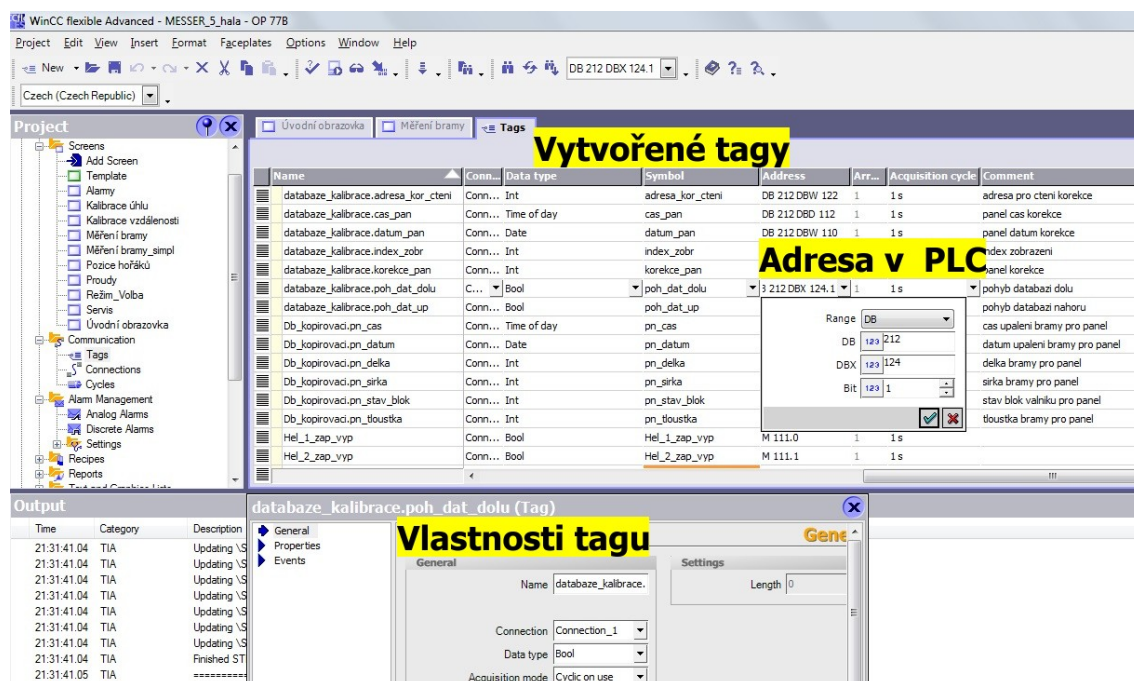 WinCC flexible Advanced - MESSER_5_hala - OP 77B
Project Edit View Insert Format Faceplates Options Window Help
New DB 212 DBX 124.1
Czech (Czech Republic)
Project Úvodní obrazovka Měření bramy Tags
Vytvořené tagy
Screens
Add Screen
Template
Alarmy
Kalibrace úhlu
Kalibrace vzdálenosti
Měření bramy
Měření bramy_simpl
Pozice hořáků
Proudy
Režim_Volba
Servis
Úvodní obrazovka
Communication
Tags
Connections
Cycles
Alarm Management
Analog Alarms
Discrete Alarms
Settings
Recipes
Reports
Name Conn... Data type Symbol Address Arr... Acquisition cycle Comment
databaze_kalibrace.adresa_kor_cteni Conn... Int adresa_kor_cteni DB 212 DBW 122 1 1 s adresa pro cteni korekce
databaze_kalibrace.cas_pan Conn... Time of day cas_pan DB 212 DBD 112 1 1 s panel cas korekce
databaze_kalibrace.datum_pan Conn... Date datum_pan DB 212 DBW 110 1 1 s panel datum korekce
databaze_kalibrace.index_zobr Conn... Int index_zobr index zobrazeni
Adresa v PLC
databaze_kalibrace.korekce_pan Conn... Int korekce_pan panel korekce
databaze_kalibrace.poh_dat_dolu C... Bool poh_dat_dolu 212 DBX 124.1 1 1 s pohyb databazi dolu
databaze_kalibrace.poh_dat_up Conn... Bool poh_dat_up pohyb databazi nahoru
Db_kopirovaci.pn_cas Conn... Time of day pn_cas cas upaleni bramy pro panel
Db_kopirovaci.pn_datum Conn... Date pn_datum datum upaleni bramy pro panel
Db_kopirovaci.pn_delka Conn... Int pn_delka delka bramy pro panel
Db_kopirovaci.pn_sirka Conn... Int pn_sirka sirka bramy pro panel
Db_kopirovaci.pn_stav_blok Conn... Int pn_stav_blok stav blok valniku pro panel
Db_kopirovaci.pn_tloustka Conn... Int pn_tloustka tloustka bramy pro panel
Hel_1_zap_vyp Conn... Bool Hel_1_zap_vyp M 111.0 1 1 s
Hel_2_zap_vyp Conn... Bool Hel_2_zap_vyp M 111.1 1 1 s
Range DB
DB 123 212
DBX 123 124
Bit 123 1
Output
Time Category Description
21:31:41.04 TIA Updating \S
21:31:41.04 TIA Updating \S
21:31:41.04 TIA Updating \S
21:31:41.04 TIA Updating \S
21:31:41.04 TIA Updating \S
21:31:41.04 TIA Updating \S
21:31:41.04 TIA Updating \S
21:31:41.04 TIA Finished ST
21:31:41.05 TIA ==========
databaze_kalibrace.poh_dat_dolu (Tag)
General
Properties
Events
Vlastnosti tagu
Gene
General Settings
Name databaze_kalibrace. Length 0
Connection Connection_1
Data type Bool
Acquisition mode Cyclic on use